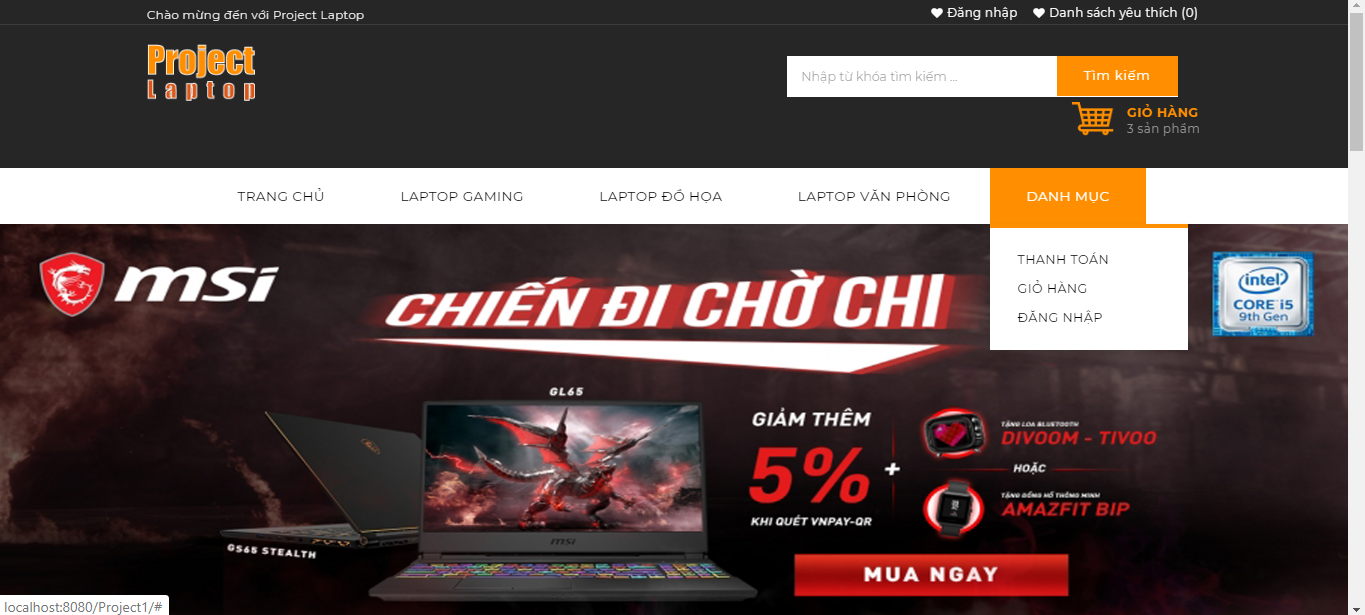 Chào mừng đến với Project Laptop
Đăng nhập
Danh sách yêu thích (0)
Project
Laptop
Nhập từ khóa tìm kiếm ...
Tìm kiếm
GIỎ HÀNG
3 sản phẩm
TRANG CHỦ
LAPTOP GAMING
LAPTOP ĐỒ HỌA
LAPTOP VĂN PHÒNG
DANH MỤC
THANH TOÁN
GIỎ HÀNG
ĐĂNG NHẬP
msi
CHIẾN ĐI CHỜ CHI
intel
CORE i5
9th Gen
GL65
GS65 STEALTH
msi
GIẢM THÊM
5%
KHI QUÉT VNPAY-QR
+
TẶNG LOA BLUETOOTH
DIVOOM - TIVOO
HOẶC
TẶNG ĐỒNG HỒ THÔNG MINH
AMAZFIT BIP
MUA NGAY
localhost:8080/Project1/#